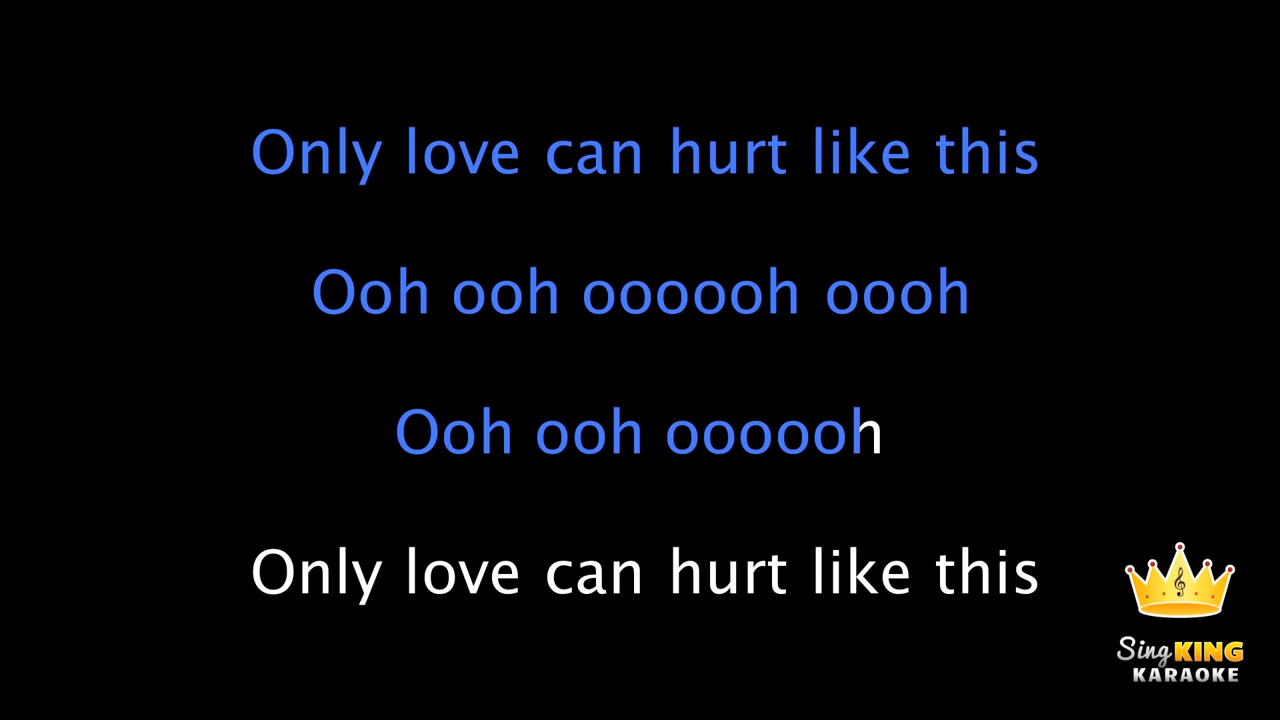 Only love can hurt like this
Ooh ooh oooooh oooh
Ooh ooh oooooh
Only love can hurt like this
Sing KING
KARAOKE